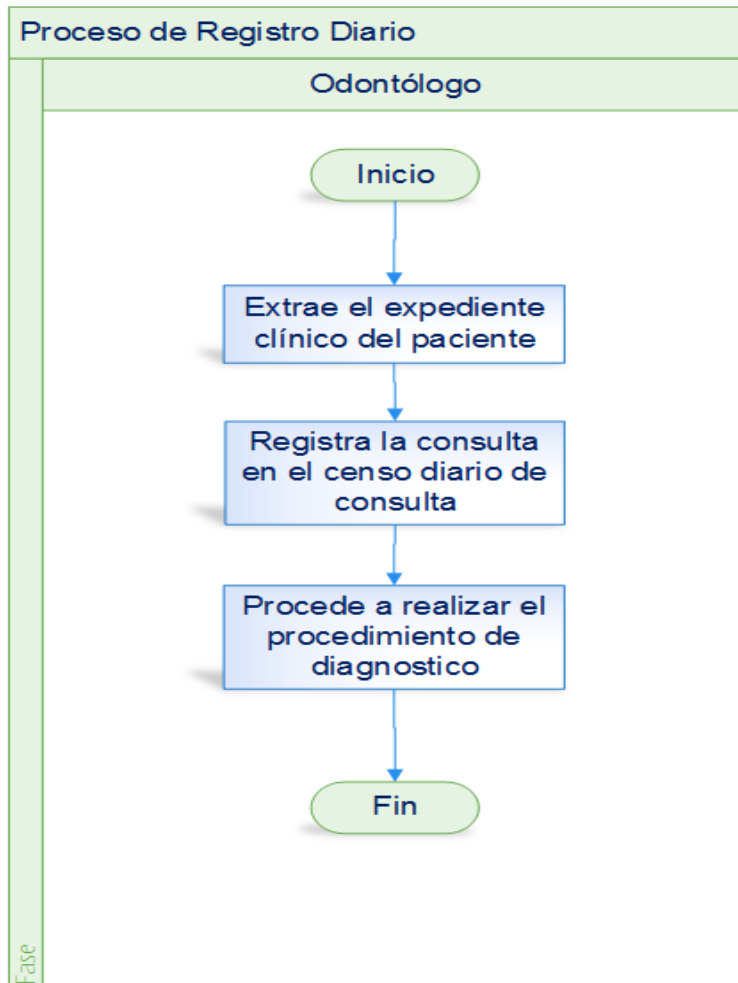 Proceso de Registro Diario
Odontólogo
Inicio
Extrae el expediente
clínico del paciente
Registra la consulta
en el censo diario de
consulta
Procede a realizar el
procedimiento de
diagnostico
Fin
Fase